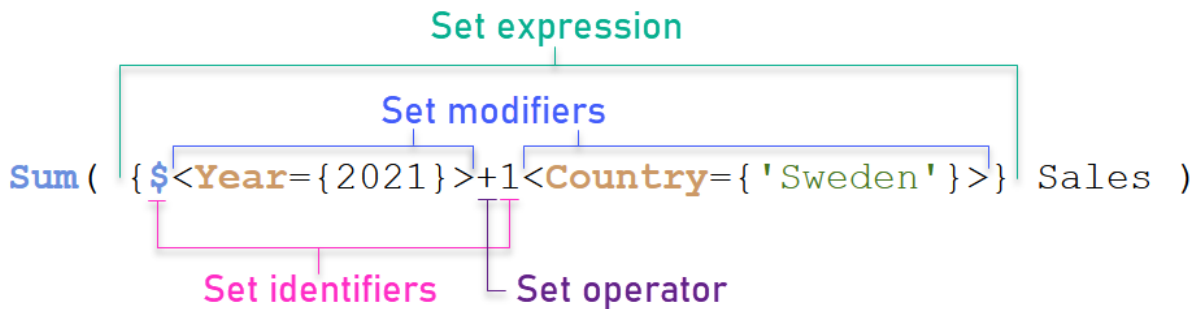 Set expression
Set modifiers
Sum( {$<Year={2021}>+1<Country={'Sweden'}>} Sales )
Set identifiers
Set operator